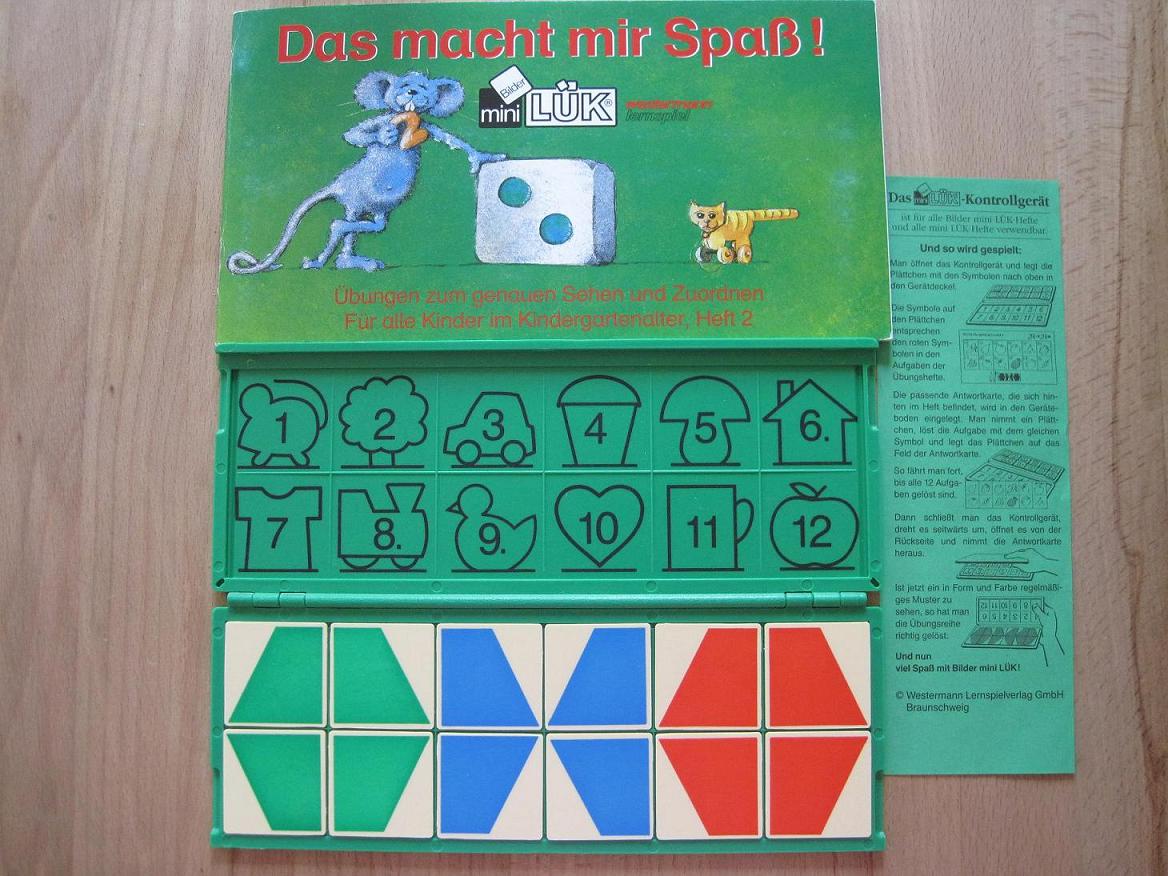 Das macht mir Spaß!
Bilder
mini LÜK®
westermann
lernspiel
2
Übungen zum genauen Sehen und Zuordnen
Für alle Kinder im Kindergartenalter, Heft 2
1 2 3 4 5 6.
7 8. 9. 10 11 12
Das mini LÜK-Kontrollgerät
ist für alle Bilder mini LÜK-Hefte
und alle mini LÜK-Hefte verwendbar.
Und so wird gespielt:
Man öffnet das Kontrollgerät und legt die
Plättchen mit den Symbolen nach oben in
den Gerätedeckel.
Die Symbole auf
den Plättchen
entsprechen
den roten Sym-
bolen in den
Aufgaben der
Übungshefte.
Die passende Antwortkarte, die sich hin-
ten im Heft befindet, wird in den Geräte-
boden eingelegt. Man nimmt ein Plätt-
chen, löst die Aufgabe mit dem gleichen
Symbol und legt das Plättchen auf das
Feld der Antwortkarte.
So fährt man fort,
bis alle 12 Aufga-
ben gelöst sind.
Dann schließt man das Kontrollgerät,
dreht es seitwärts um, öffnet es von der
Rückseite und nimmt die Antwortkarte
heraus.
Ist jetzt ein in Form und Farbe regelmäßi-
ges Muster zu
sehen, so hat man
die Übungsreihe
richtig gelöst.
Und nun
viel Spaß mit Bilder mini LÜK!
© Westermann Lernspielverlag GmbH
Braunschweig